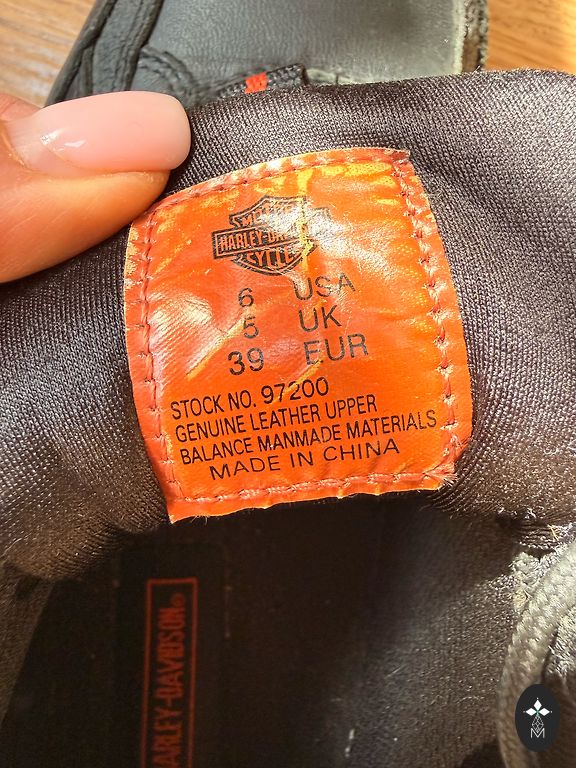 MOTOR
HARLEY-DAVIDSON
CYCLES
6 USA
5 UK
39 EUR
STOCK NO. 97200
GENUINE LEATHER UPPER
BALANCE MANMADE MATERIALS
MADE IN CHINA
HARLEY-DAVIDSON®
M